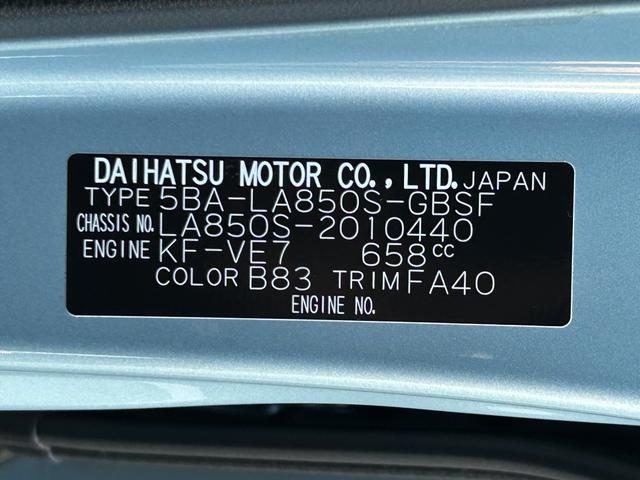 DAIHATSU MOTOR CO.,LTD. JAPAN
TYPE 5BA-LA850S-GBSF
CHASSIS NO. LA850S-2010440
ENGINE KF-VE7 658cc
COLOR B83 TRIM FA40
ENGINE NO.